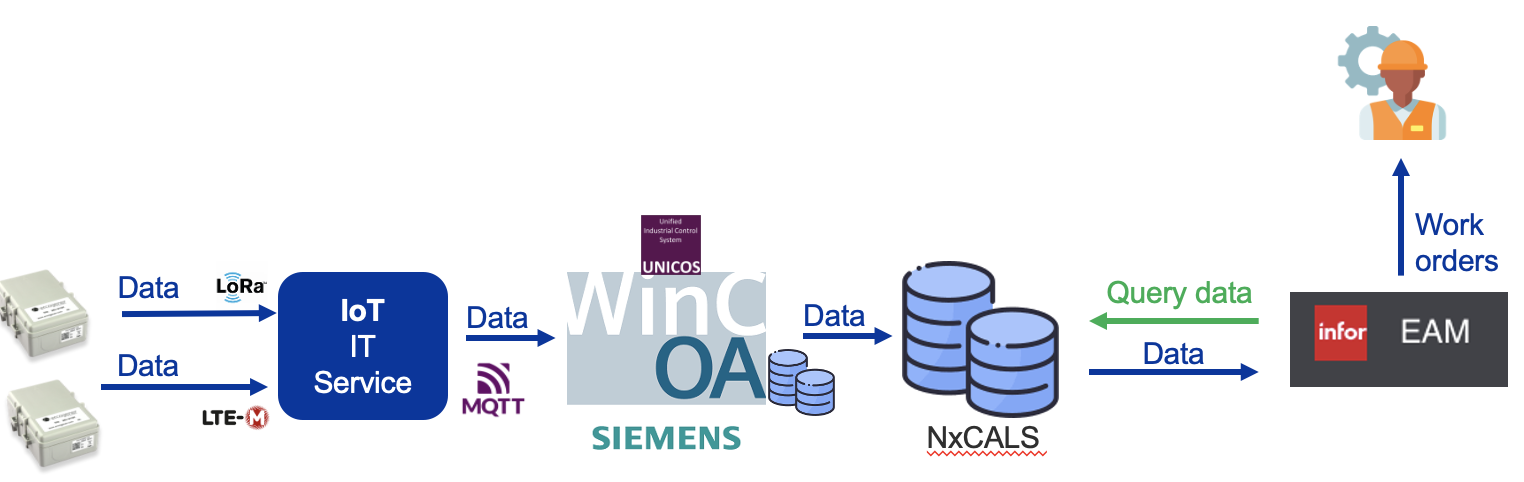 Work
orders
Unified
Industrial Control
System
UNICOS
Data
LoRa
IoT
IT
Service
Data
LTE-M
Data
MQTT
WinC
OA
SIEMENS
Data
NxCALS
Query data
Data
infor
EAM